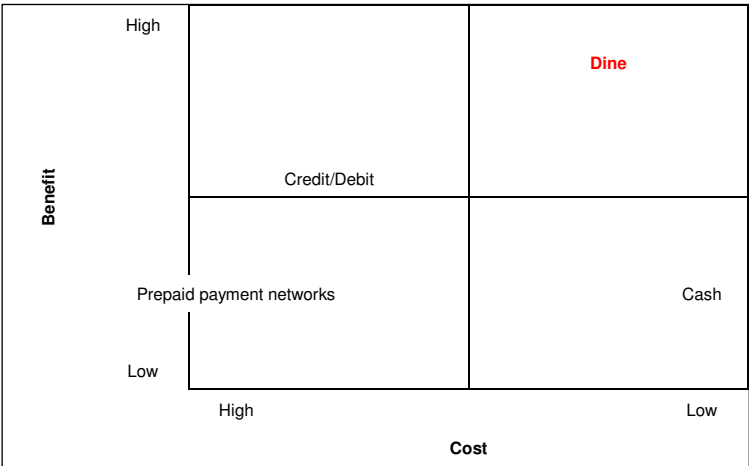 High
Dine
Benefit
Credit/Debit
Prepaid payment networks
Cash
Low
High
Low
Cost